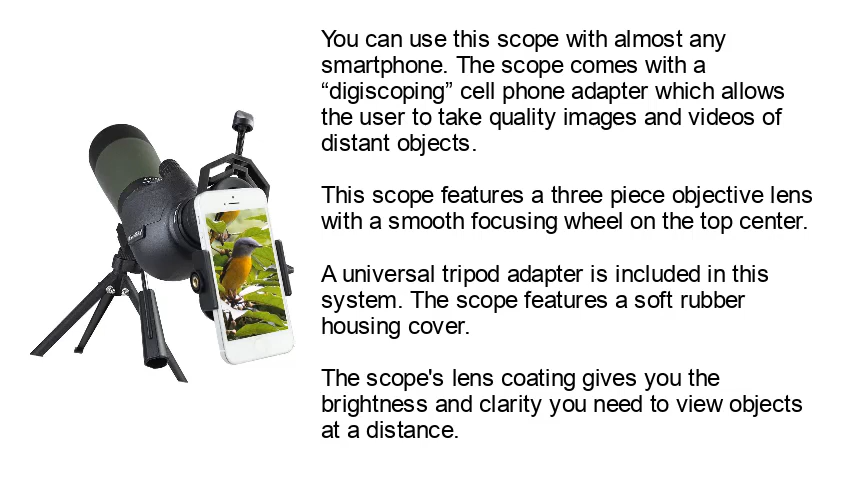 You can use this scope with almost any
smartphone. The scope comes with a
“digiscoping” cell phone adapter which allows
the user to take quality images and videos of
distant objects.
This scope features a three piece objective lens
with a smooth focusing wheel on the top center.
A universal tripod adapter is included in this
system. The scope features a soft rubber
housing cover.
The scope's lens coating gives you the
brightness and clarity you need to view objects
at a distance.